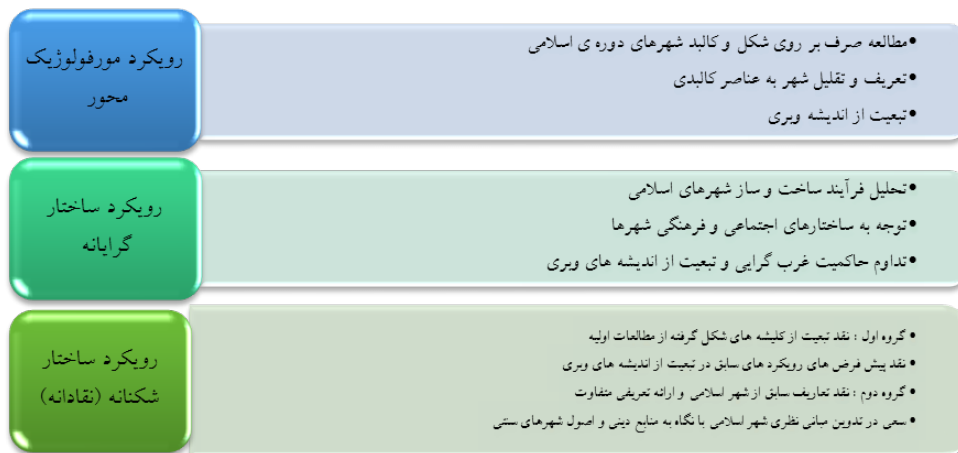 رویکرد مورفولوژیک
محور
•مطالعه صرف بر روی شکل و کالبد شهرهای دوره ی اسلامی
•تعریف و تقلیل شهر به عناصر کالبدی
•تبعیت از اندیشه وبری
رویکرد ساختار
گرایانه
•تحلیل فرآیند ساخت و ساز شهرهای اسلامی
•توجه به ساختارهای اجتماعی و فرهنگی شهرها
•تداوم حاکمیت غرب گرایی و تبعیت از اندیشه های وبری
رویکرد ساختار
شکنانه (نقادانه)
• گروه اول : نقد تبعیت از کلیشه های شکل گرفته از مطالعات اولیه
• نقد پیش فرض های رویکرد های سابق در تبعیت از اندیشه های وبری
• گروه دوم : نقد تعاریف سابق از شهر اسلامی و ارائه تعریفی متفاوت
• سعی در تدوین مبانی نظری شهر اسلامی با نگاه به منابع دینی و اصول شهرهای سنتی